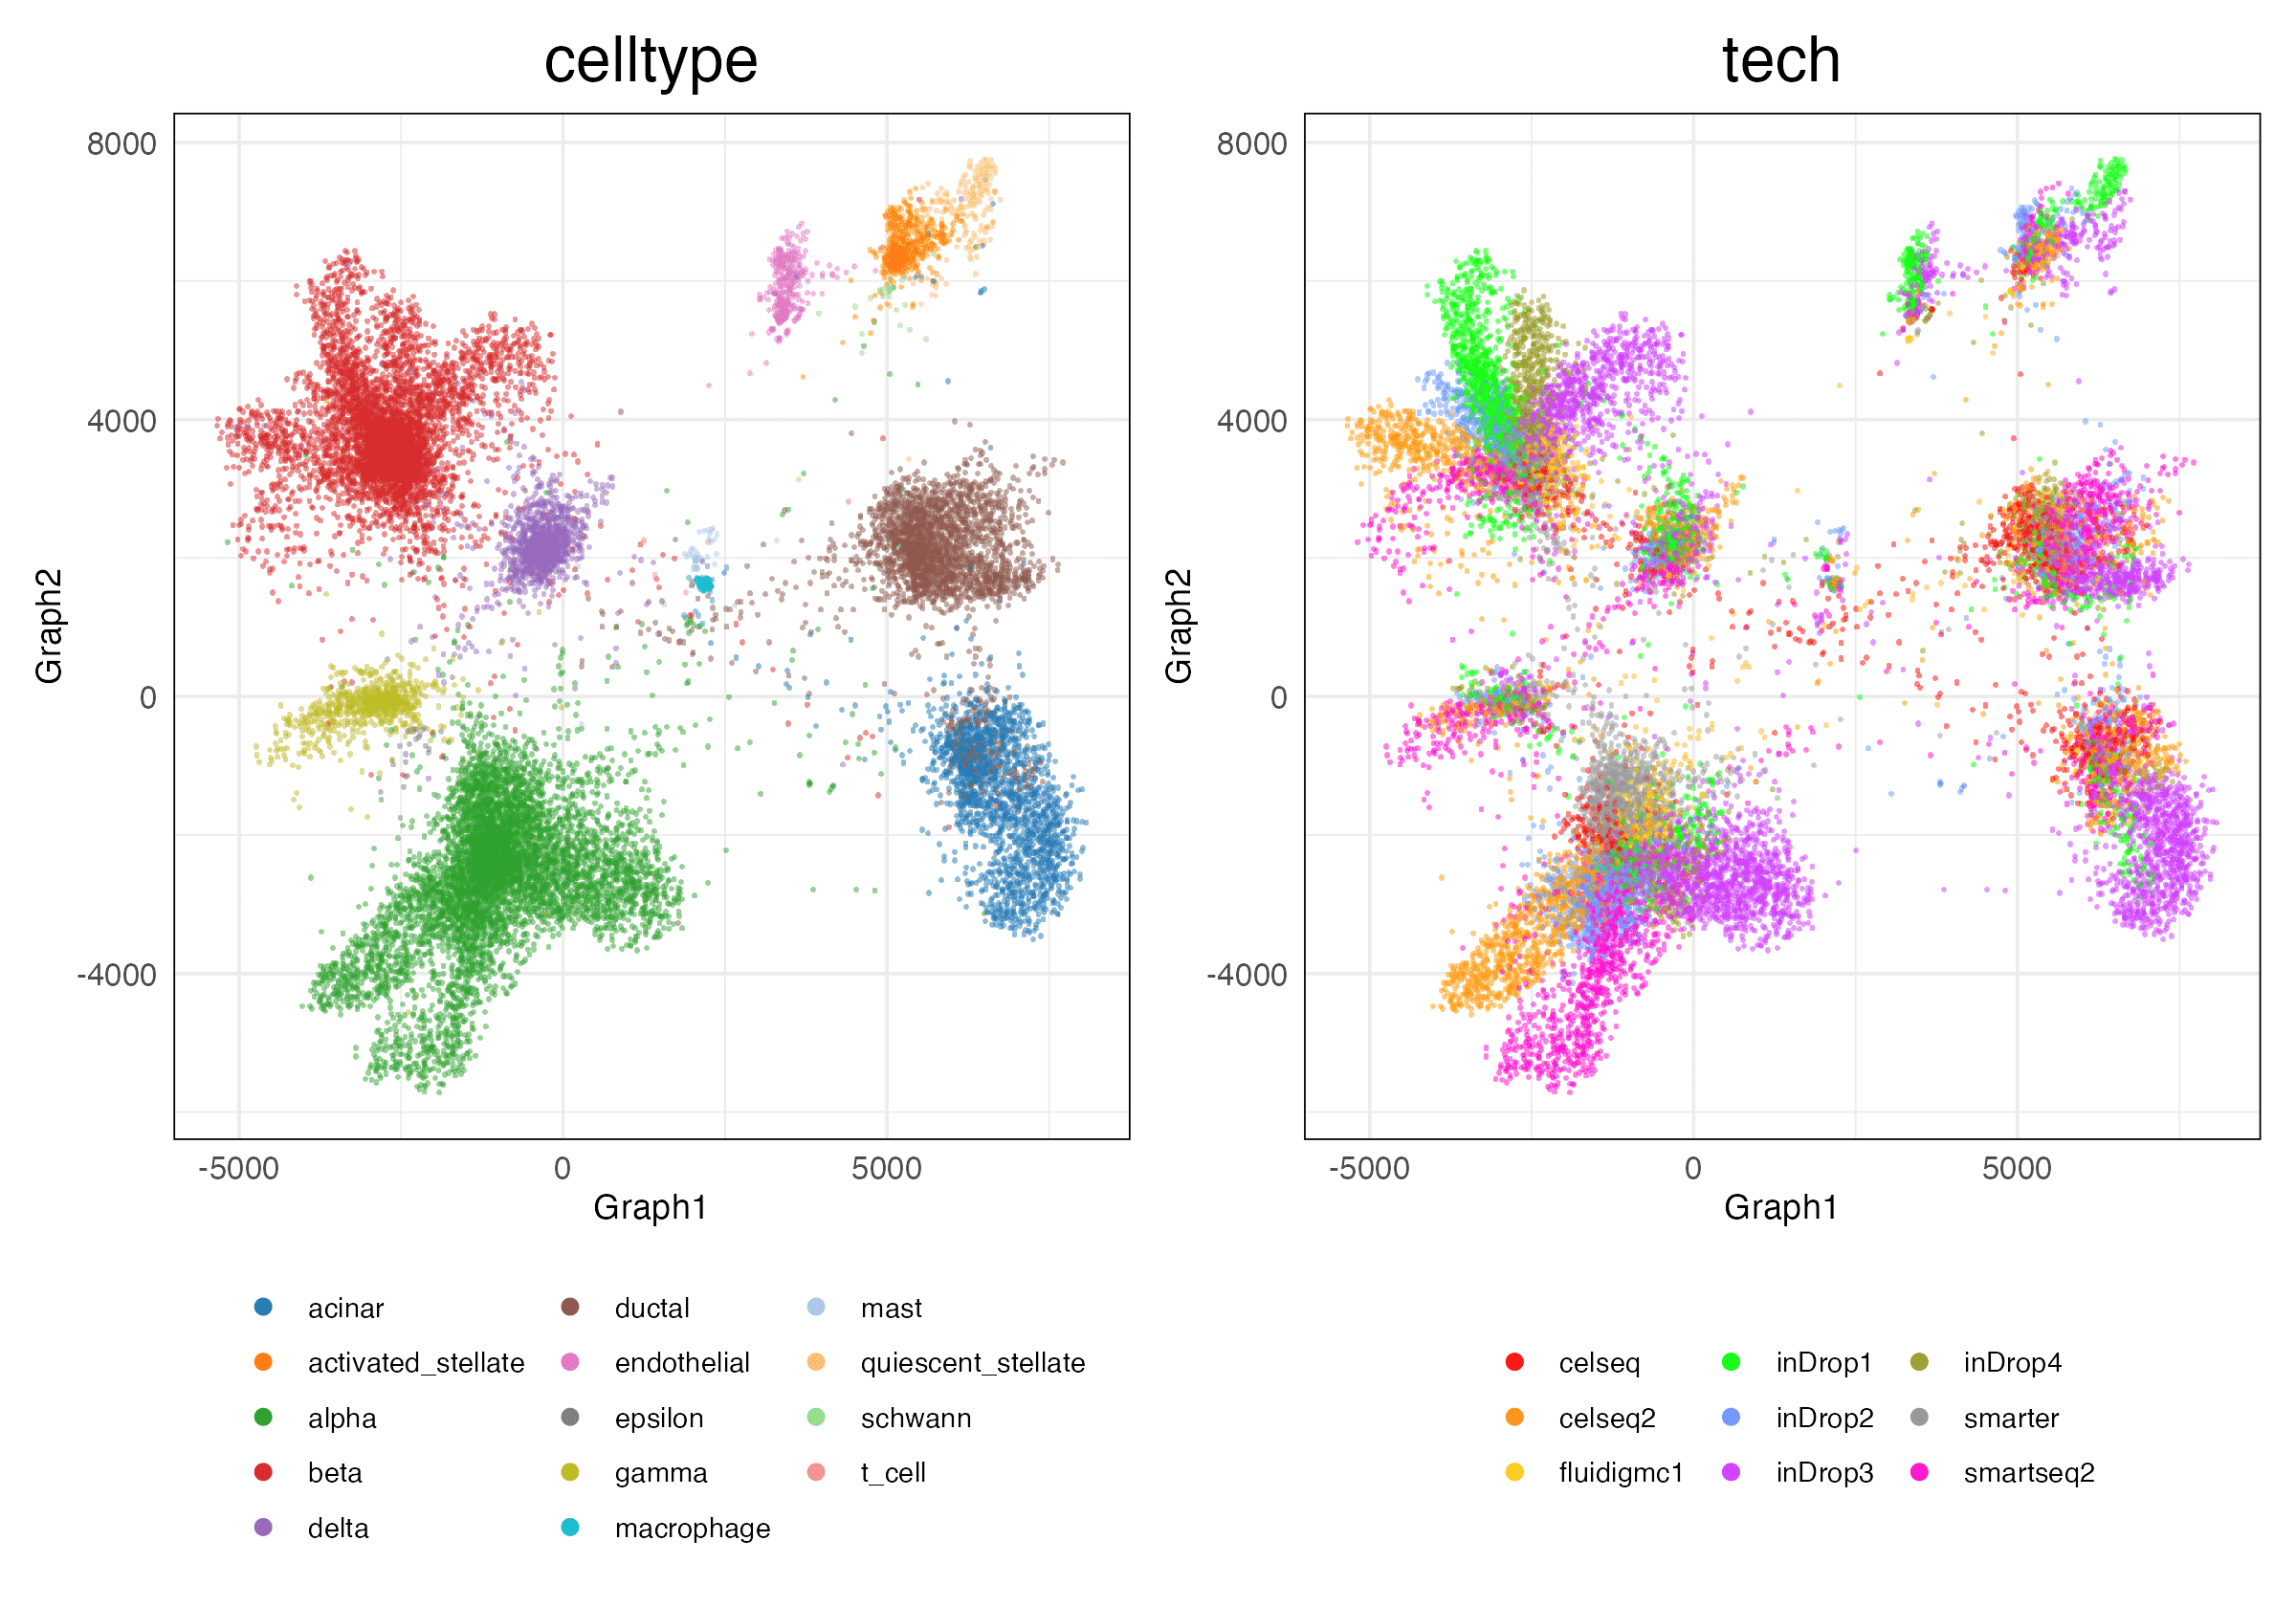 celltype
8000
4000
0
-4000
Graph2
-5000 0 5000
Graph1
acinar ductal mast
activated_stellate endothelial quiescent_stellate
alpha epsilon schwann
beta gamma t_cell
delta macrophage
tech
8000
4000
0
-4000
Graph2
-5000 0 5000
Graph1
celseq inDrop1 inDrop4
celseq2 inDrop2 smarter
fluidigmc1 inDrop3 smartseq2